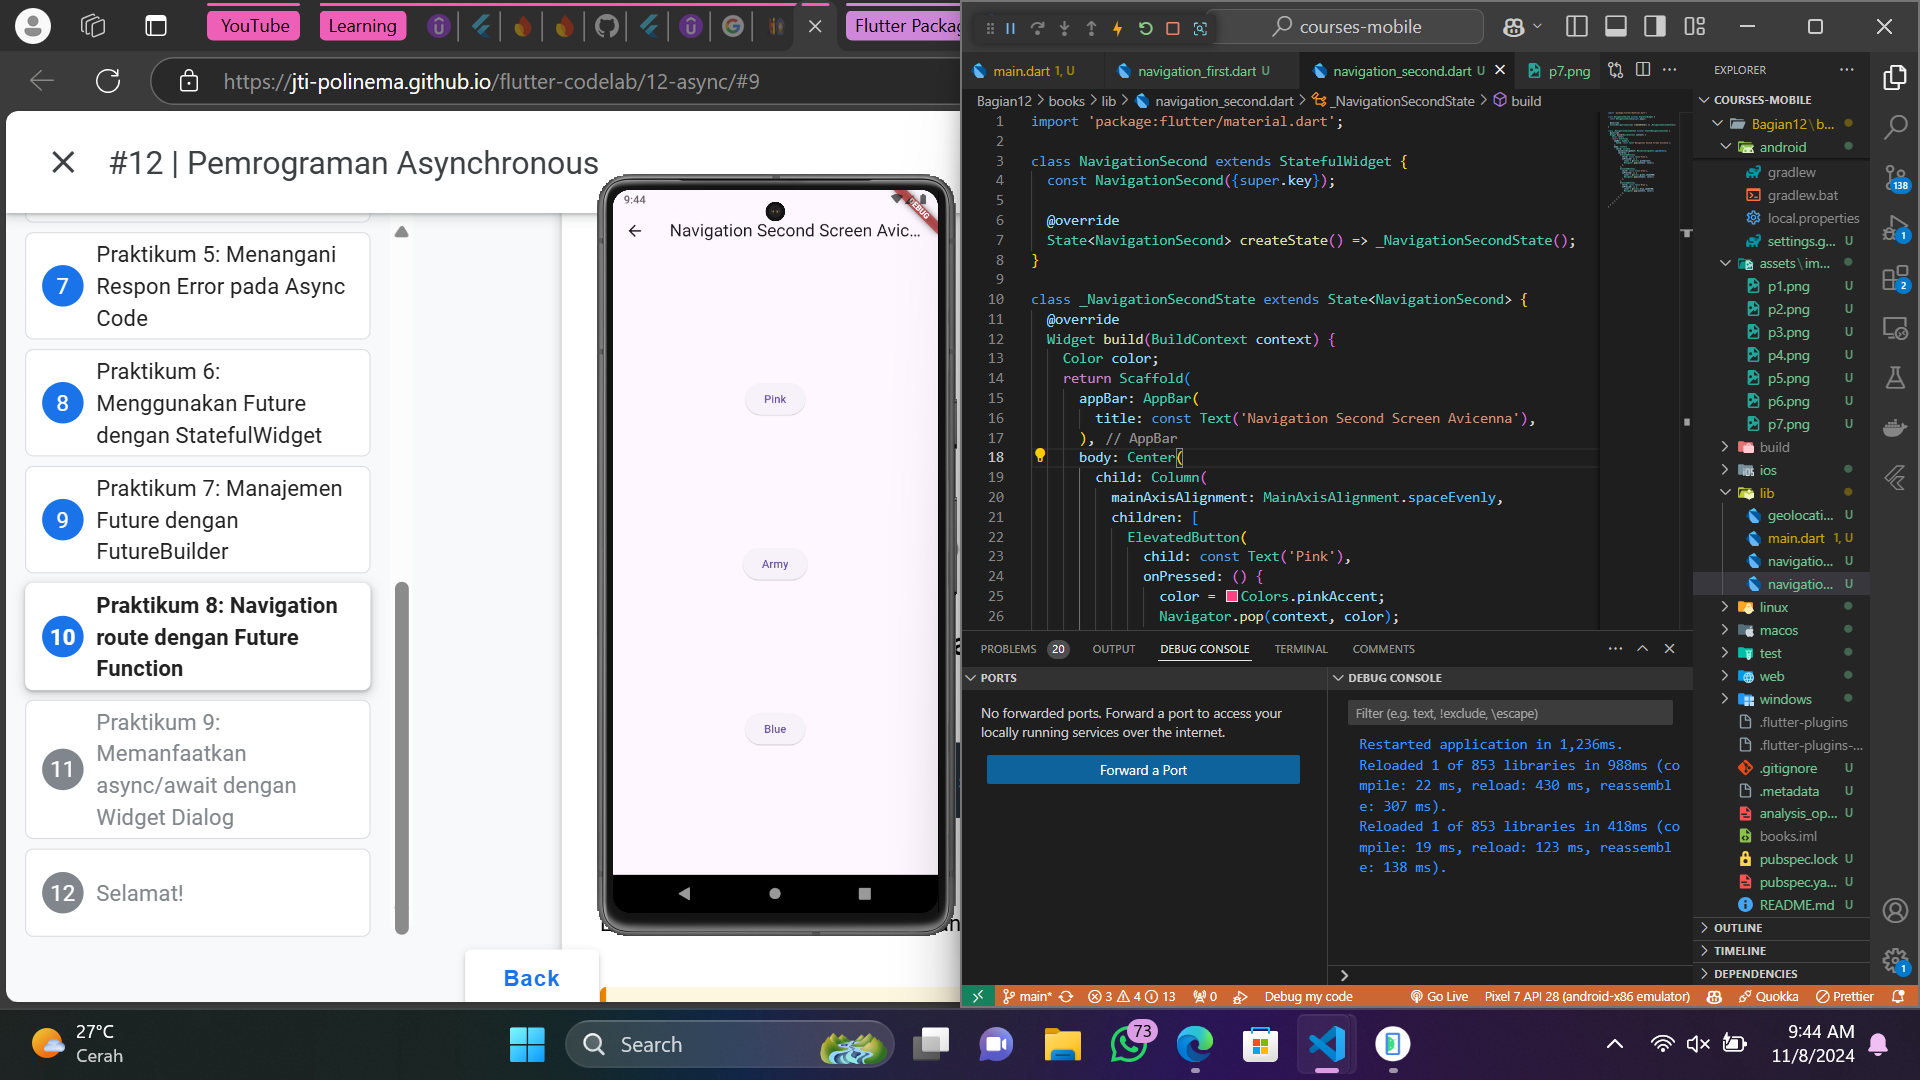 YouTube
Learning
Flutter Packag
https://jti-polinema.github.io/flutter-codelab/12-async/#9
#12 | Pemrograman Asynchronous
7
Praktikum 5: Menangani
Respon Error pada Async
Code
8
Praktikum 6:
Menggunakan Future
dengan StatefulWidget
9
Praktikum 7: Manajemen
Future dengan
FutureBuilder
10
Praktikum 8: Navigation
route dengan Future
Function
11
Praktikum 9:
Memanfaatkan
async/await dengan
Widget Dialog
12
Selamat!
Back
9:44
DEBUG
Navigation Second Screen Avic...
Pink
Army
Blue
courses-mobile
main.dart 1, U
navigation_first.dart U
navigation_second.dart U
p7.png
Bagian12 > books > lib > navigation_second.dart > _NavigationSecondState > build
1 import 'package:flutter/material.dart';
2
3 class NavigationSecond extends StatefulWidget {
4 const NavigationSecond({super.key});
5
6 @override
7 State<NavigationSecond> createState() => _NavigationSecondState();
8 }
9
10 class _NavigationSecondState extends State<NavigationSecond> {
11 @override
12 Widget build(BuildContext context) {
13 Color color;
14 return Scaffold(
15 appBar: AppBar(
16 title: const Text('Navigation Second Screen Avicenna'),
17 ), // AppBar
18 body: Center(
19 child: Column(
20 mainAxisAlignment: MainAxisAlignment.spaceEvenly,
21 children: [
22 ElevatedButton(
23 child: const Text('Pink'),
24 onPressed: () {
25 color = Colors.pinkAccent;
26 Navigator.pop(context, color);
PROBLEMS 20 OUTPUT DEBUG CONSOLE TERMINAL COMMENTS
PORTS
No forwarded ports. Forward a port to access your
locally running services over the internet.
Forward a Port
DEBUG CONSOLE
Filter (e.g. text, !exclude, \escape)
Restarted application in 1,236ms.
Reloaded 1 of 853 libraries in 988ms (co
mpile: 22 ms, reload: 430 ms, reassembl
e: 307 ms).
Reloaded 1 of 853 libraries in 418ms (co
mpile: 19 ms, reload: 123 ms, reassembl
e: 138 ms).
EXPLORER
COURSES-MOBILE
Bagian12\b...
android
gradlew
gradlew.bat
local.properties
settings.g... U
assets\im...
p1.png U
p2.png U
p3.png U
p4.png U
p5.png U
p6.png U
p7.png U
build
ios
lib
geolocati... U
main.dart 1, U
navigatio... U
navigatio... U
linux
macos
test
web
windows
.flutter-plugins
.flutter-plugins-...
.gitignore U
.metadata U
analysis_op... U
books.iml
pubspec.lock U
pubspec.ya... U
README.md U
OUTLINE
TIMELINE
DEPENDENCIES
138
1
2
1
main* 3 4 13 0 Debug my code Go Live Pixel 7 API 28 (android-x86 emulator) Quokka Prettier
27°C
Cerah
Search
73
9:44 AM
11/8/2024